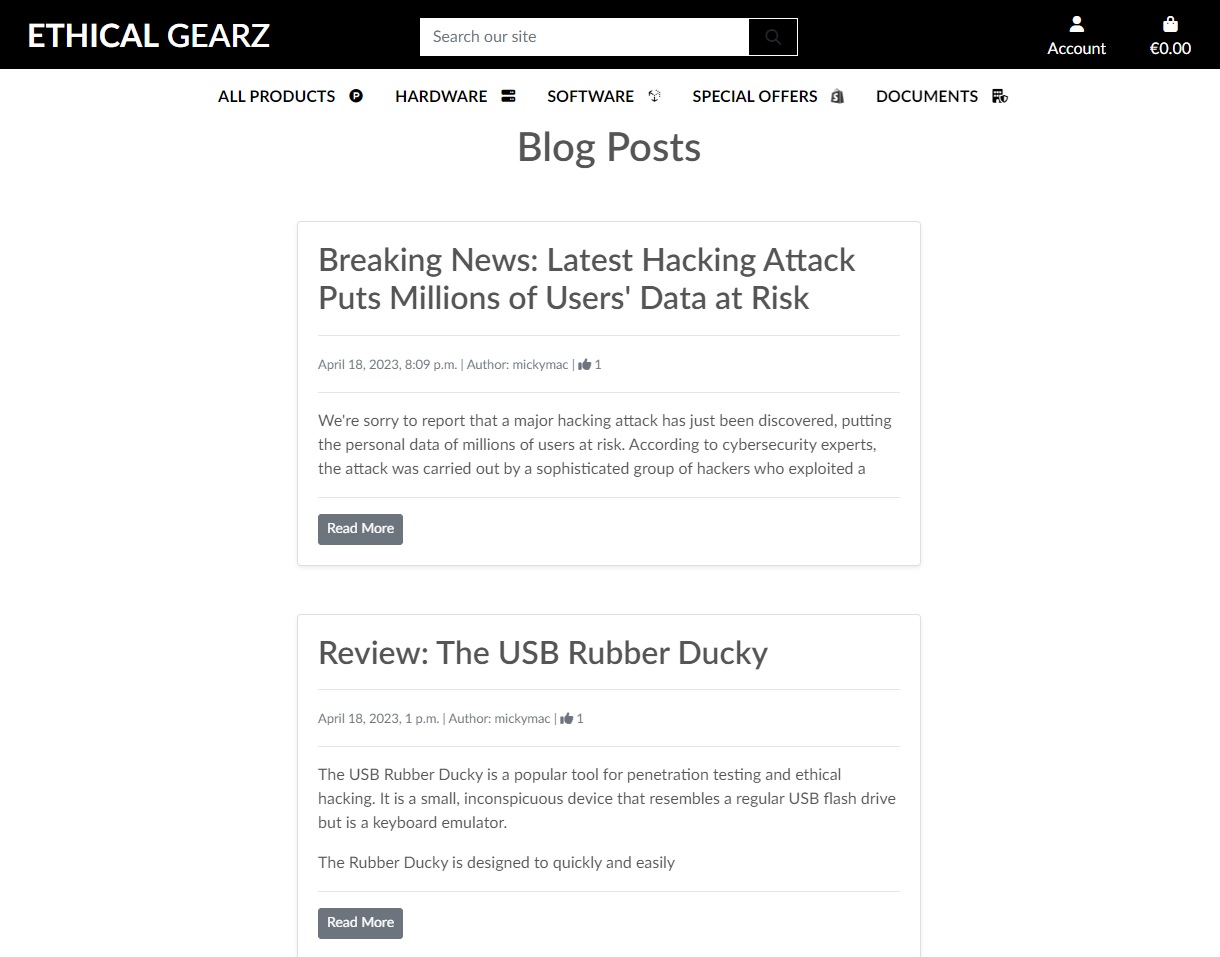 ETHICAL GEARZ
Search our site
Account
€0.00
ALL PRODUCTS
HARDWARE
SOFTWARE
SPECIAL OFFERS
DOCUMENTS
Blog Posts
Breaking News: Latest Hacking Attack
Puts Millions of Users' Data at Risk
April 18, 2023, 8:09 p.m. | Author: mickymac | 1
We're sorry to report that a major hacking attack has just been discovered, putting
the personal data of millions of users at risk. According to cybersecurity experts,
the attack was carried out by a sophisticated group of hackers who exploited a
Read More
Review: The USB Rubber Ducky
April 18, 2023, 1 p.m. | Author: mickymac | 1
The USB Rubber Ducky is a popular tool for penetration testing and ethical
hacking. It is a small, inconspicuous device that resembles a regular USB flash drive
but is a keyboard emulator.
The Rubber Ducky is designed to quickly and easily
Read More